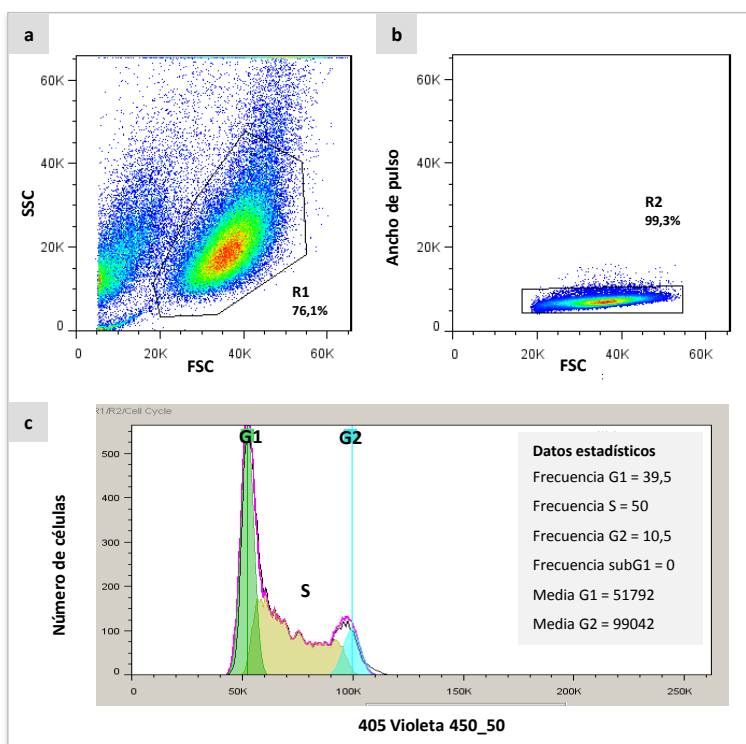 a
60K
40K
20K
0
SSC
R1
76,1%
0 20K 40K 60K
FSC
b
60K
40K
20K
0
Ancho de pulso
R2
99,3%
0 20K 40K 60K
FSC
:
c
R1/R2/Cell Cycle
G1 G2
S
500
400
300
200
100
0
Número de células
0 50K 100K 150K 200K 250K
405 Violeta 450_50
Datos estadísticos
Frecuencia G1 = 39,5
Frecuencia S = 50
Frecuencia G2 = 10,5
Frecuencia subG1 = 0
Media G1 = 51792
Media G2 = 99042